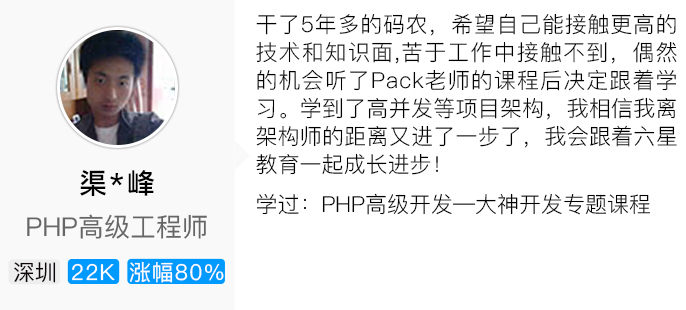 渠*峰
PHP高级工程师
深圳 22K 涨幅80%
干了5年多的码农，希望自己能接触更高的
技术和知识面,苦于工作中接触不到，偶然
的机会听了Pack老师的课程后决定跟着学
习。学到了高并发等项目架构，我相信我离
架构师的距离又进了一步了，我会跟着六星
教育一起成长进步！
学过：PHP高级开发—大神开发专题课程